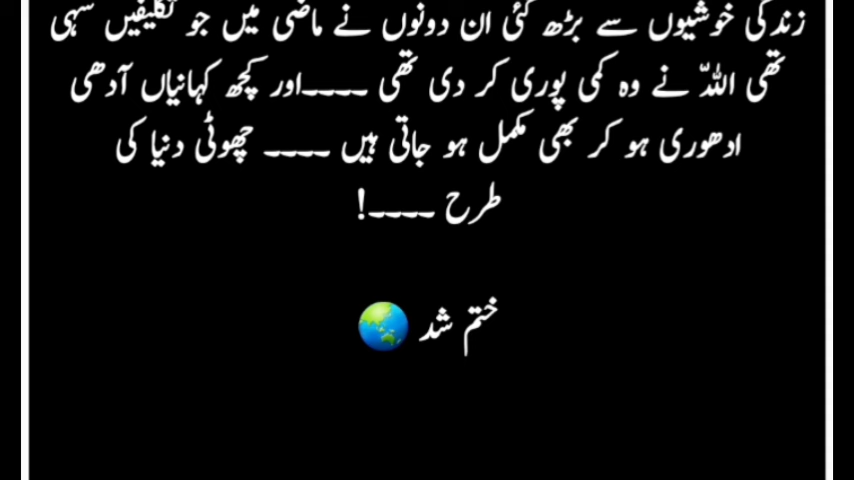 زندگی خوشیوں سے بڑھ گئی ان دونوں نے ماضی میں جو تکلیفیں سہی
تھی اللہّ نے وہ کمی پوری کر دی تھی ۔۔۔۔اور کچھ کہانیاں آدھی
ادھوری ہو کر بھی مکمل ہو جاتی ہیں ۔۔۔۔ چھوٹی دنیا کی
طرح ۔۔۔۔!
ختم شد 🌏